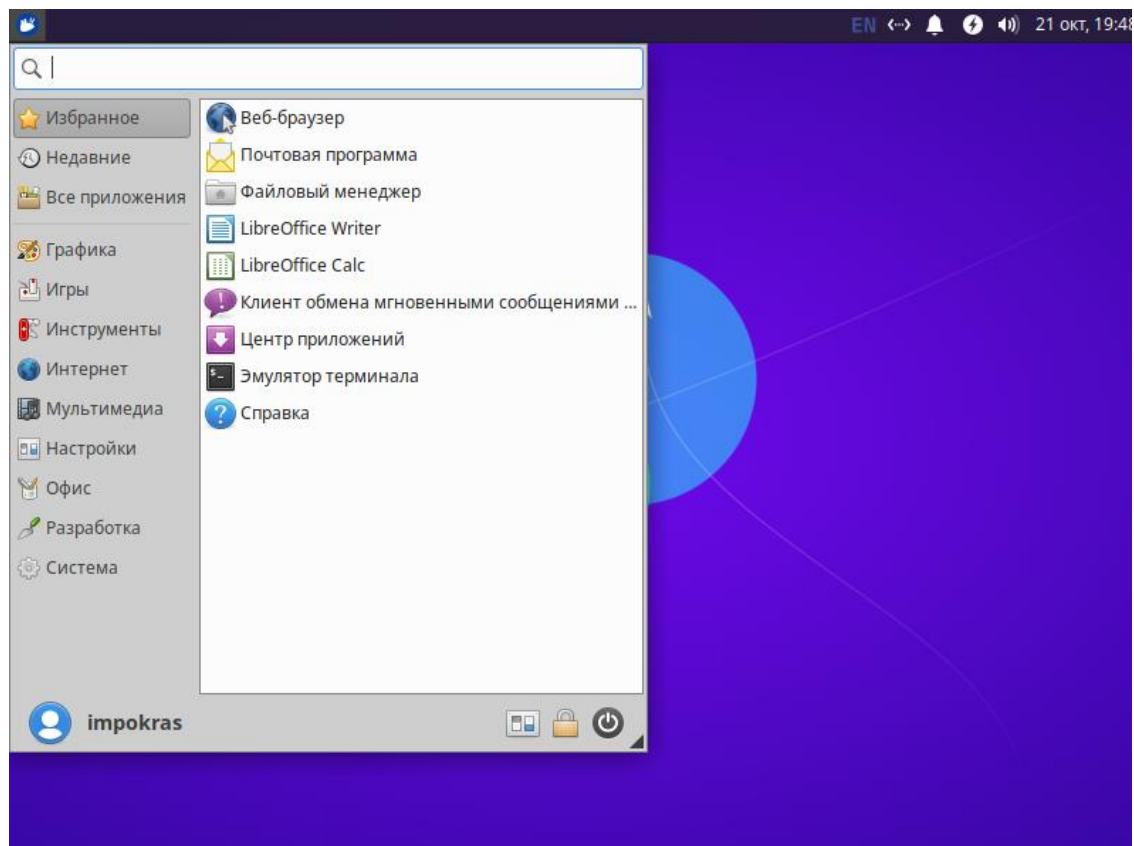 EN 21 окт, 19:48
Избранное
Недавние
Все приложения
Графика
Игры
Инструменты
Интернет
Мультимедиа
Настройки
Офис
Разработка
Система
Веб-браузер
Почтовая программа
Файловый менеджер
LibreOffice Writer
LibreOffice Calc
Клиент обмена мгновенными сообщениями ...
Центр приложений
Эмулятор терминала
Справка
impokras